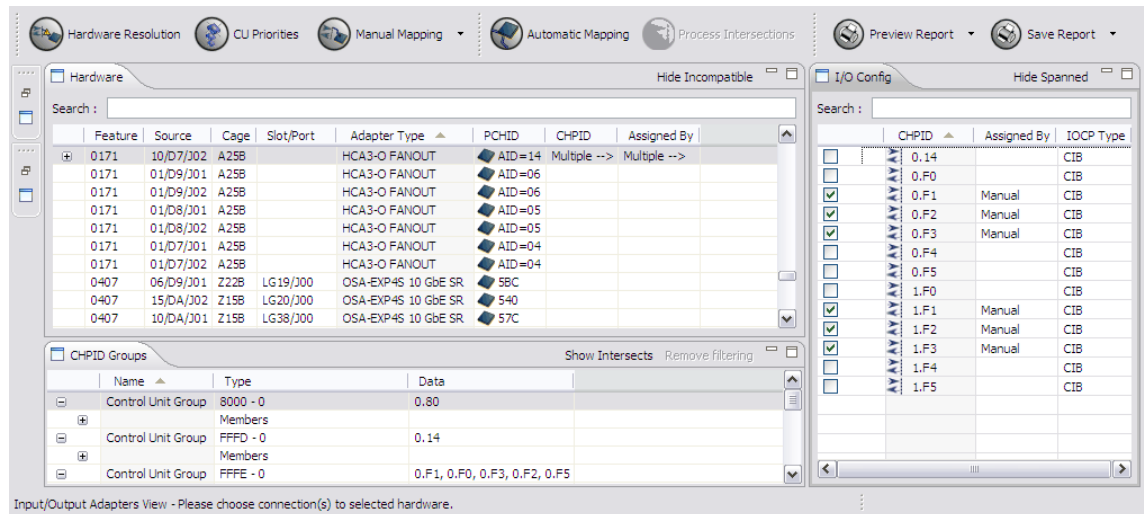 Hardware Resolution CU Priorities Manual Mapping Automatic Mapping Process Intersections Preview Report Save Report
Hardware Hide Incompatible
Search :
Feature Source Cage Slot/Port Adapter Type PCHID CHPID Assigned By
0171 10/D7/J02 A25B HCA3-O FANOUT AID=14 Multiple --> Multiple -->
0171 01/D9/J01 A25B HCA3-O FANOUT AID=06
0171 01/D9/J02 A25B HCA3-O FANOUT AID=06
0171 01/D8/J01 A25B HCA3-O FANOUT AID=05
0171 01/D8/J02 A25B HCA3-O FANOUT AID=05
0171 01/D7/J01 A25B HCA3-O FANOUT AID=04
0171 01/D7/J02 A25B HCA3-O FANOUT AID=04
0407 06/D9/J01 Z22B LG19/J00 OSA-EXP4S 10 GbE SR 5BC
0407 15/DA/J02 Z15B LG20/J00 OSA-EXP4S 10 GbE SR 540
0407 10/DA/J01 Z15B LG38/J00 OSA-EXP4S 10 GbE SR 57C
CHPID Groups Show Intersects Remove filtering
Name Type Data
Control Unit Group 8000 - 0 0.80
Members
Control Unit Group FFFD - 0 0.14
Members
Control Unit Group FFFE - 0 0.F1, 0.F0, 0.F3, 0.F2, 0.F5
I/O Config Hide Spanned
Search :
CHPID Assigned By IOCP Type
0.14 CIB
0.F0 CIB
0.F1 Manual CIB
0.F2 Manual CIB
0.F3 Manual CIB
0.F4 CIB
0.F5 CIB
1.F0 CIB
1.F1 Manual CIB
1.F2 Manual CIB
1.F3 Manual CIB
1.F4 CIB
1.F5 CIB
Input/Output Adapters View - Please choose connection(s) to selected hardware.